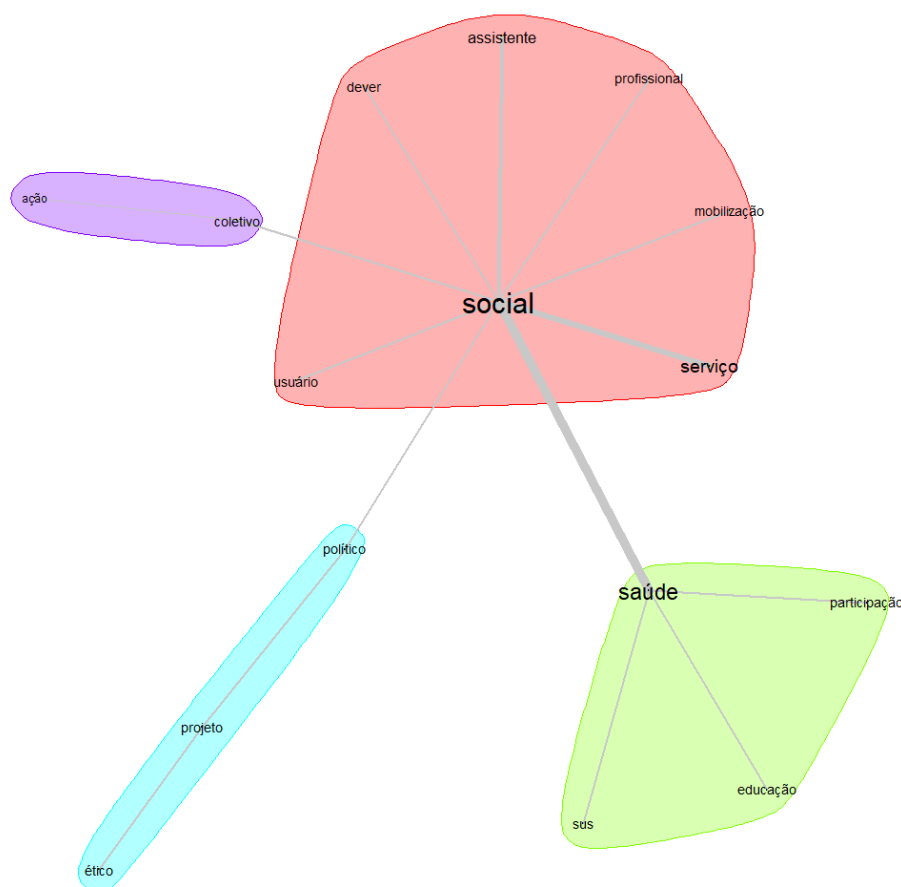 assistente
profissional
dever
ação
mobilização
coletivo
social
serviço
usuário
político
saúde
participação
projeto
educação
sus
ético